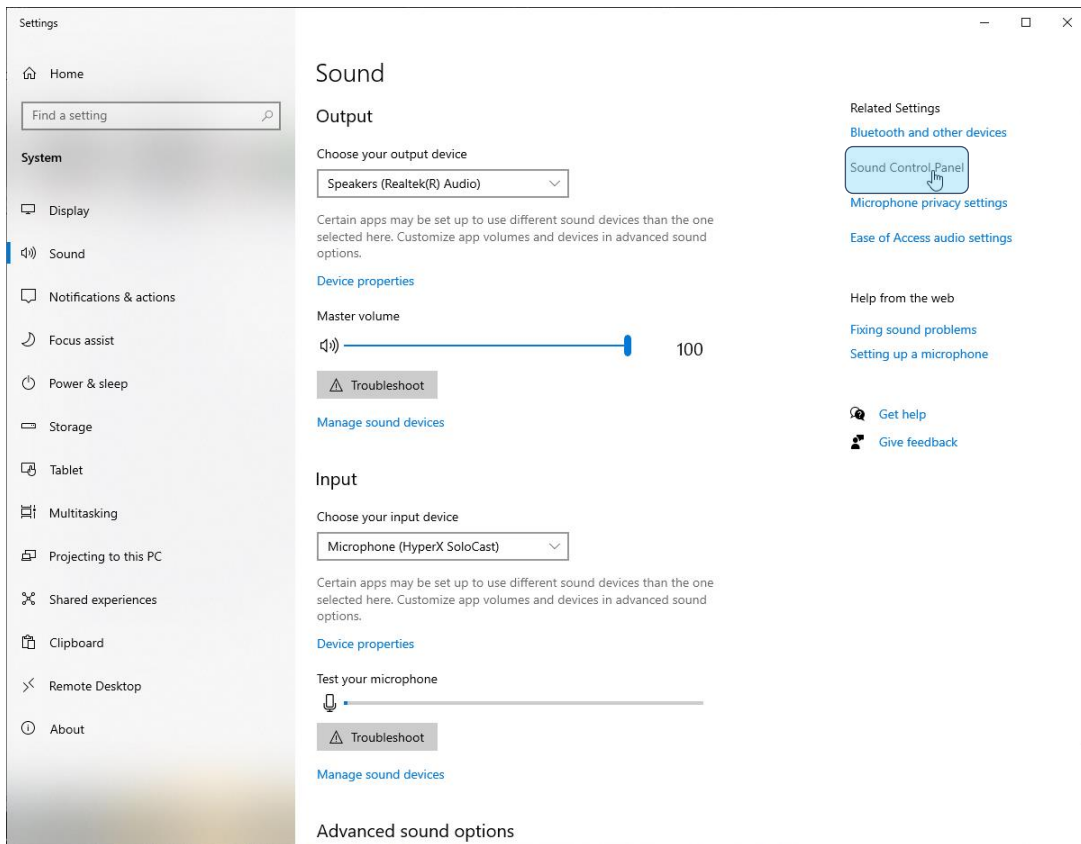 Settings
Home
Find a setting
System
Display
Sound
Notifications & actions
Focus assist
Power & sleep
Storage
Tablet
Multitasking
Projecting to this PC
Shared experiences
Clipboard
Remote Desktop
About
Sound
Output
Choose your output device
Speakers (Realtek(R) Audio)
Certain apps may be set up to use different sound devices than the one
selected here. Customize app volumes and devices in advanced sound
options.
Device properties
Master volume
100
Troubleshoot
Manage sound devices
Input
Choose your input device
Microphone (HyperX SoloCast)
Certain apps may be set up to use different sound devices than the one
selected here. Customize app volumes and devices in advanced sound
options.
Device properties
Test your microphone
Troubleshoot
Manage sound devices
Advanced sound options
Related Settings
Bluetooth and other devices
Sound Control Panel
Microphone privacy settings
Ease of Access audio settings
Help from the web
Fixing sound problems
Setting up a microphone
Get help
Give feedback